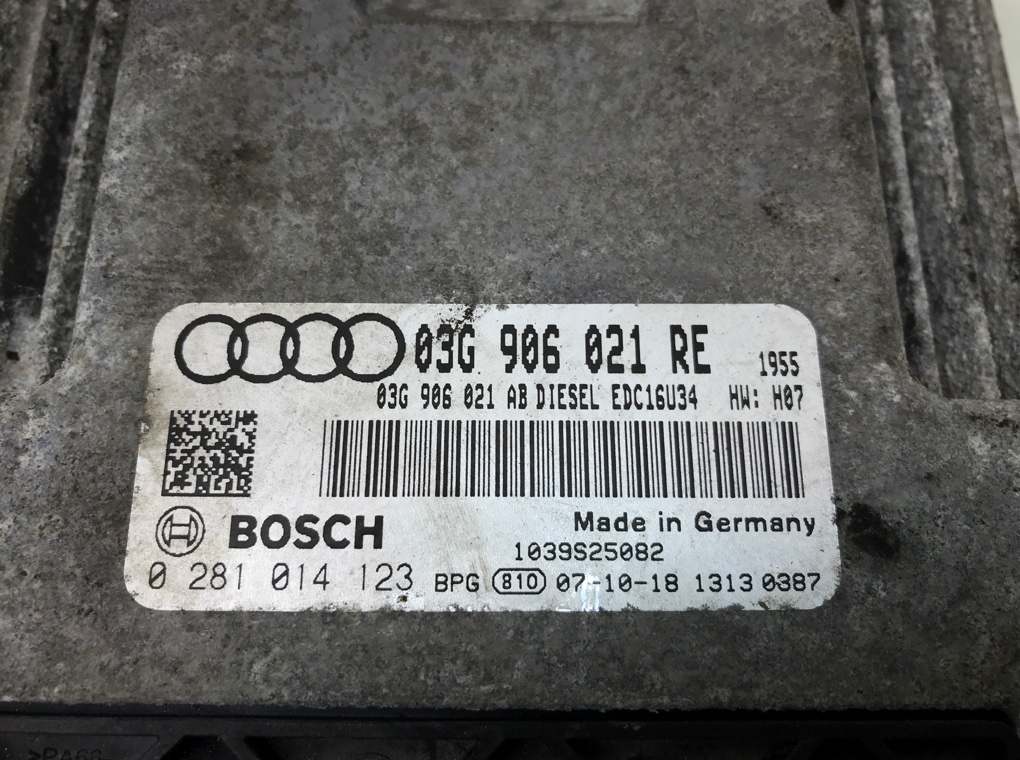 03G 906 021 RE 1955
03G 906 021 AB DIESEL EDC16U34 HW: H07
BOSCH Made in Germany
1039S25082
0 281 014 123 BPG 810 07-10-18 1313 0387
>PA66